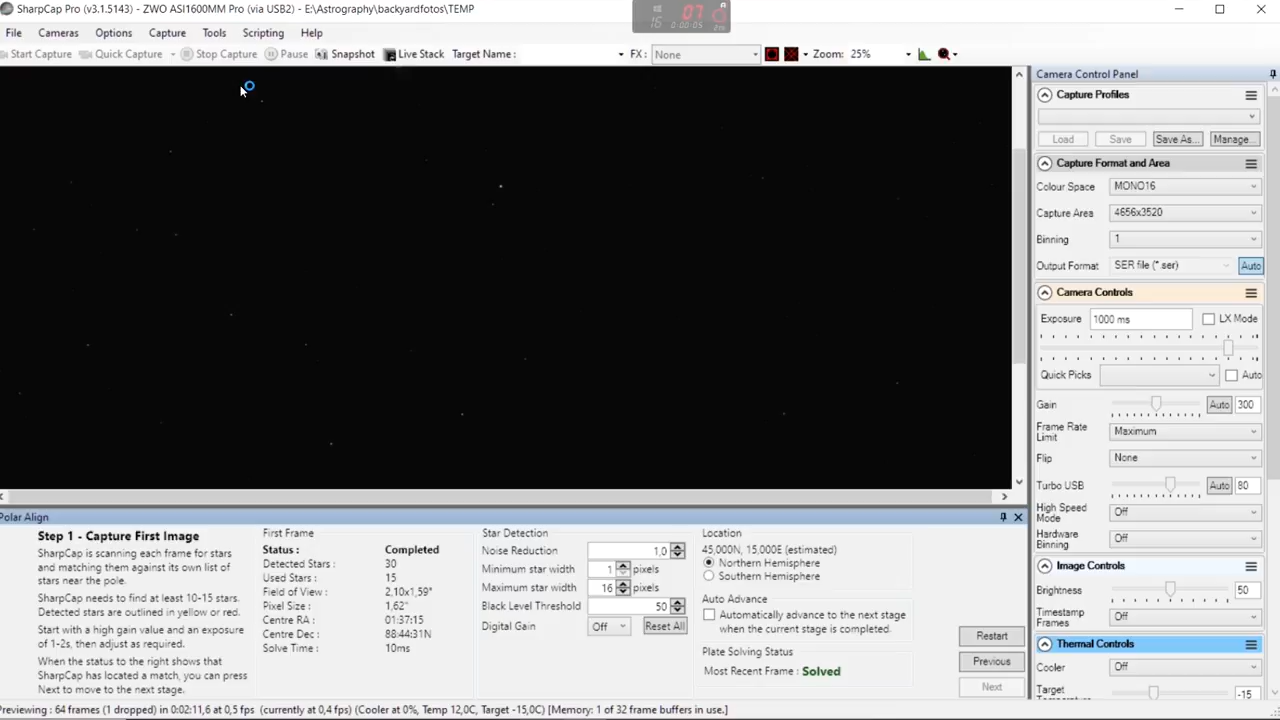 SharpCap Pro (v3.1.5143) - ZWO ASI1600MM Pro (via USB2) - E:\Astrography\backyardfotos\TEMP
16 07 0:00:05
File Cameras Options Capture Tools Scripting Help
Start Capture Quick Capture Stop Capture Pause Snapshot Live Stack Target Name: FX: None Zoom: 25%
Camera Control Panel
Capture Profiles
Load Save Save As... Manage...
Capture Format and Area
Colour Space MONO16
Capture Area 4656x3520
Binning 1
Output Format SER file (*.ser) Auto
Camera Controls
Exposure 1000 ms LX Mode
Quick Picks Auto
Gain Auto 300
Frame Rate Limit Maximum
Flip None
Turbo USB Auto 80
High Speed Mode Off
Hardware Binning Off
Image Controls
Brightness 50
Timestamp Frames Off
Thermal Controls
Cooler Off
Target -15
Polar Align
Step 1 - Capture First Image
SharpCap is scanning each frame for stars
and matching them against its own list of
stars near the pole.
SharpCap needs to find at least 10-15 stars.
Detected stars are outlined in yellow or red.
Start with a high gain value and an exposure
of 1-2s, then adjust as required.
When the status to the right shows that
SharpCap has located a match, you can press
Next to move to the next stage.
First Frame
Status : Completed
Detected Stars : 30
Used Stars : 15
Field of View : 2,10x1,59°
Pixel Size : 1,62"
Centre RA : 01:37:15
Centre Dec : 88:44:31N
Solve Time : 10ms
Star Detection
Noise Reduction 1,0
Minimum star width 1 pixels
Maximum star width 16 pixels
Black Level Threshold 50
Digital Gain Off Reset All
Location
45,000N, 15,000E (estimated)
Northern Hemisphere
Southern Hemisphere
Auto Advance
Automatically advance to the next stage
when the current stage is completed.
Plate Solving Status
Most Recent Frame : Solved
Restart
Previous
Next
Previewing : 64 frames (1 dropped) in 0:02:11,6 at 0,5 fps (currently at 0,4 fps) (Cooler at 0%, Temp 12,0C, Target -15,0C) [Memory: 1 of 32 frame buffers in use.]